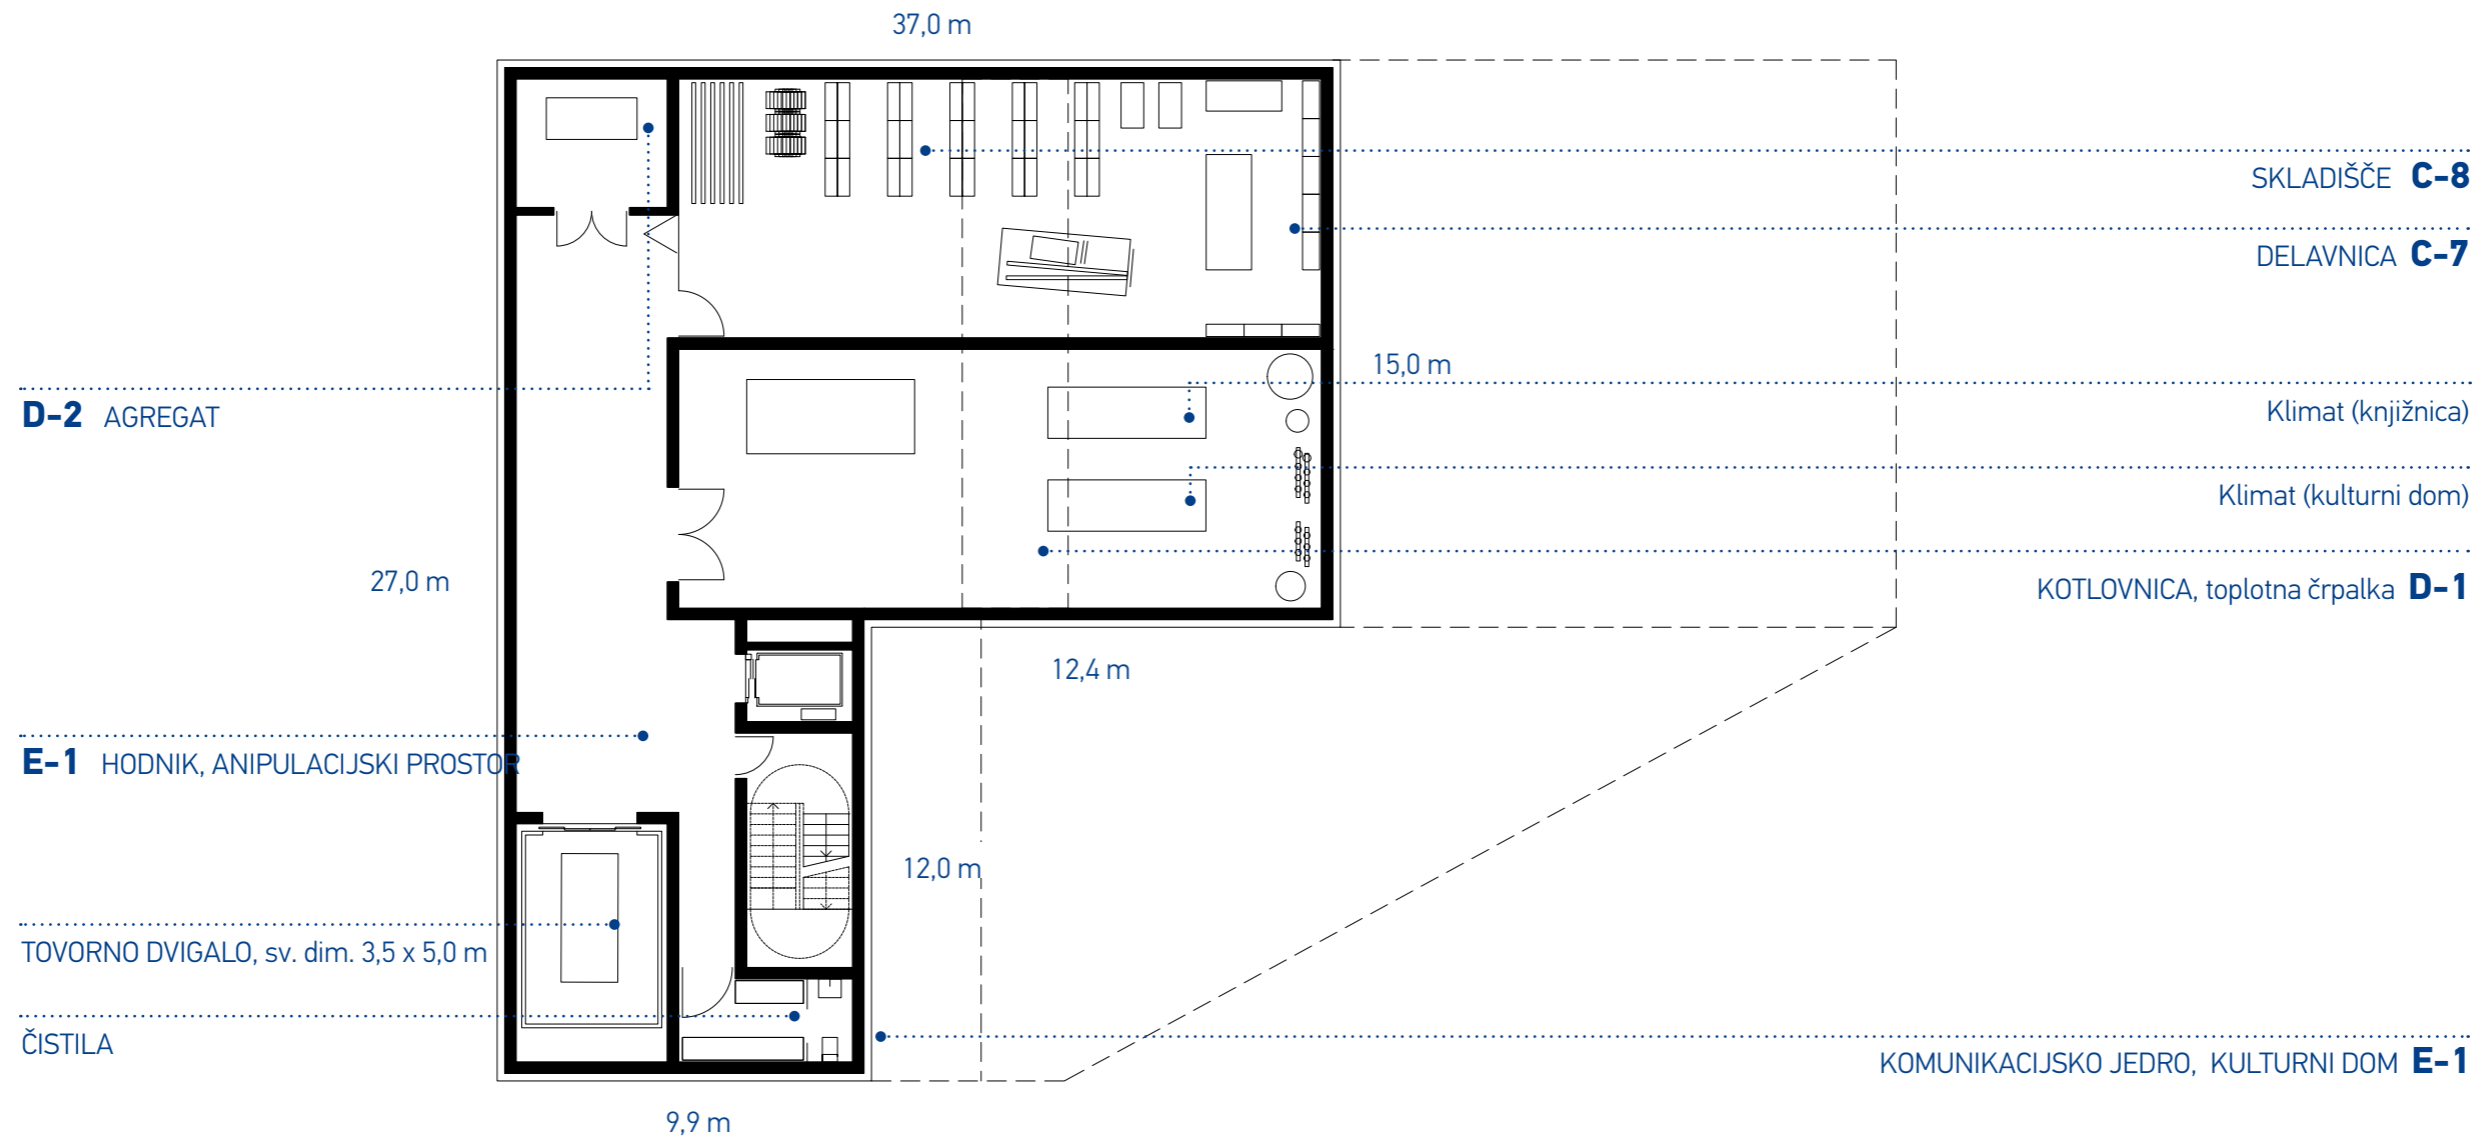 37,0 m
SKLADIŠČE C-8
DELAVNICA C-7
15,0 m
D-2 AGREGAT
Klimat (knjižnica)
Klimat (kulturni dom)
27,0 m
KOTLOVNICA, toplotna črpalka D-1
12,4 m
E-1 HODNIK, ANIPULACIJSKI PROSTOR
12,0 m
TOVORNO DVIGALO, sv. dim. 3,5 x 5,0 m
ČISTILA
KOMUNIKACIJSKO JEDRO, KULTURNI DOM E-1
9,9 m